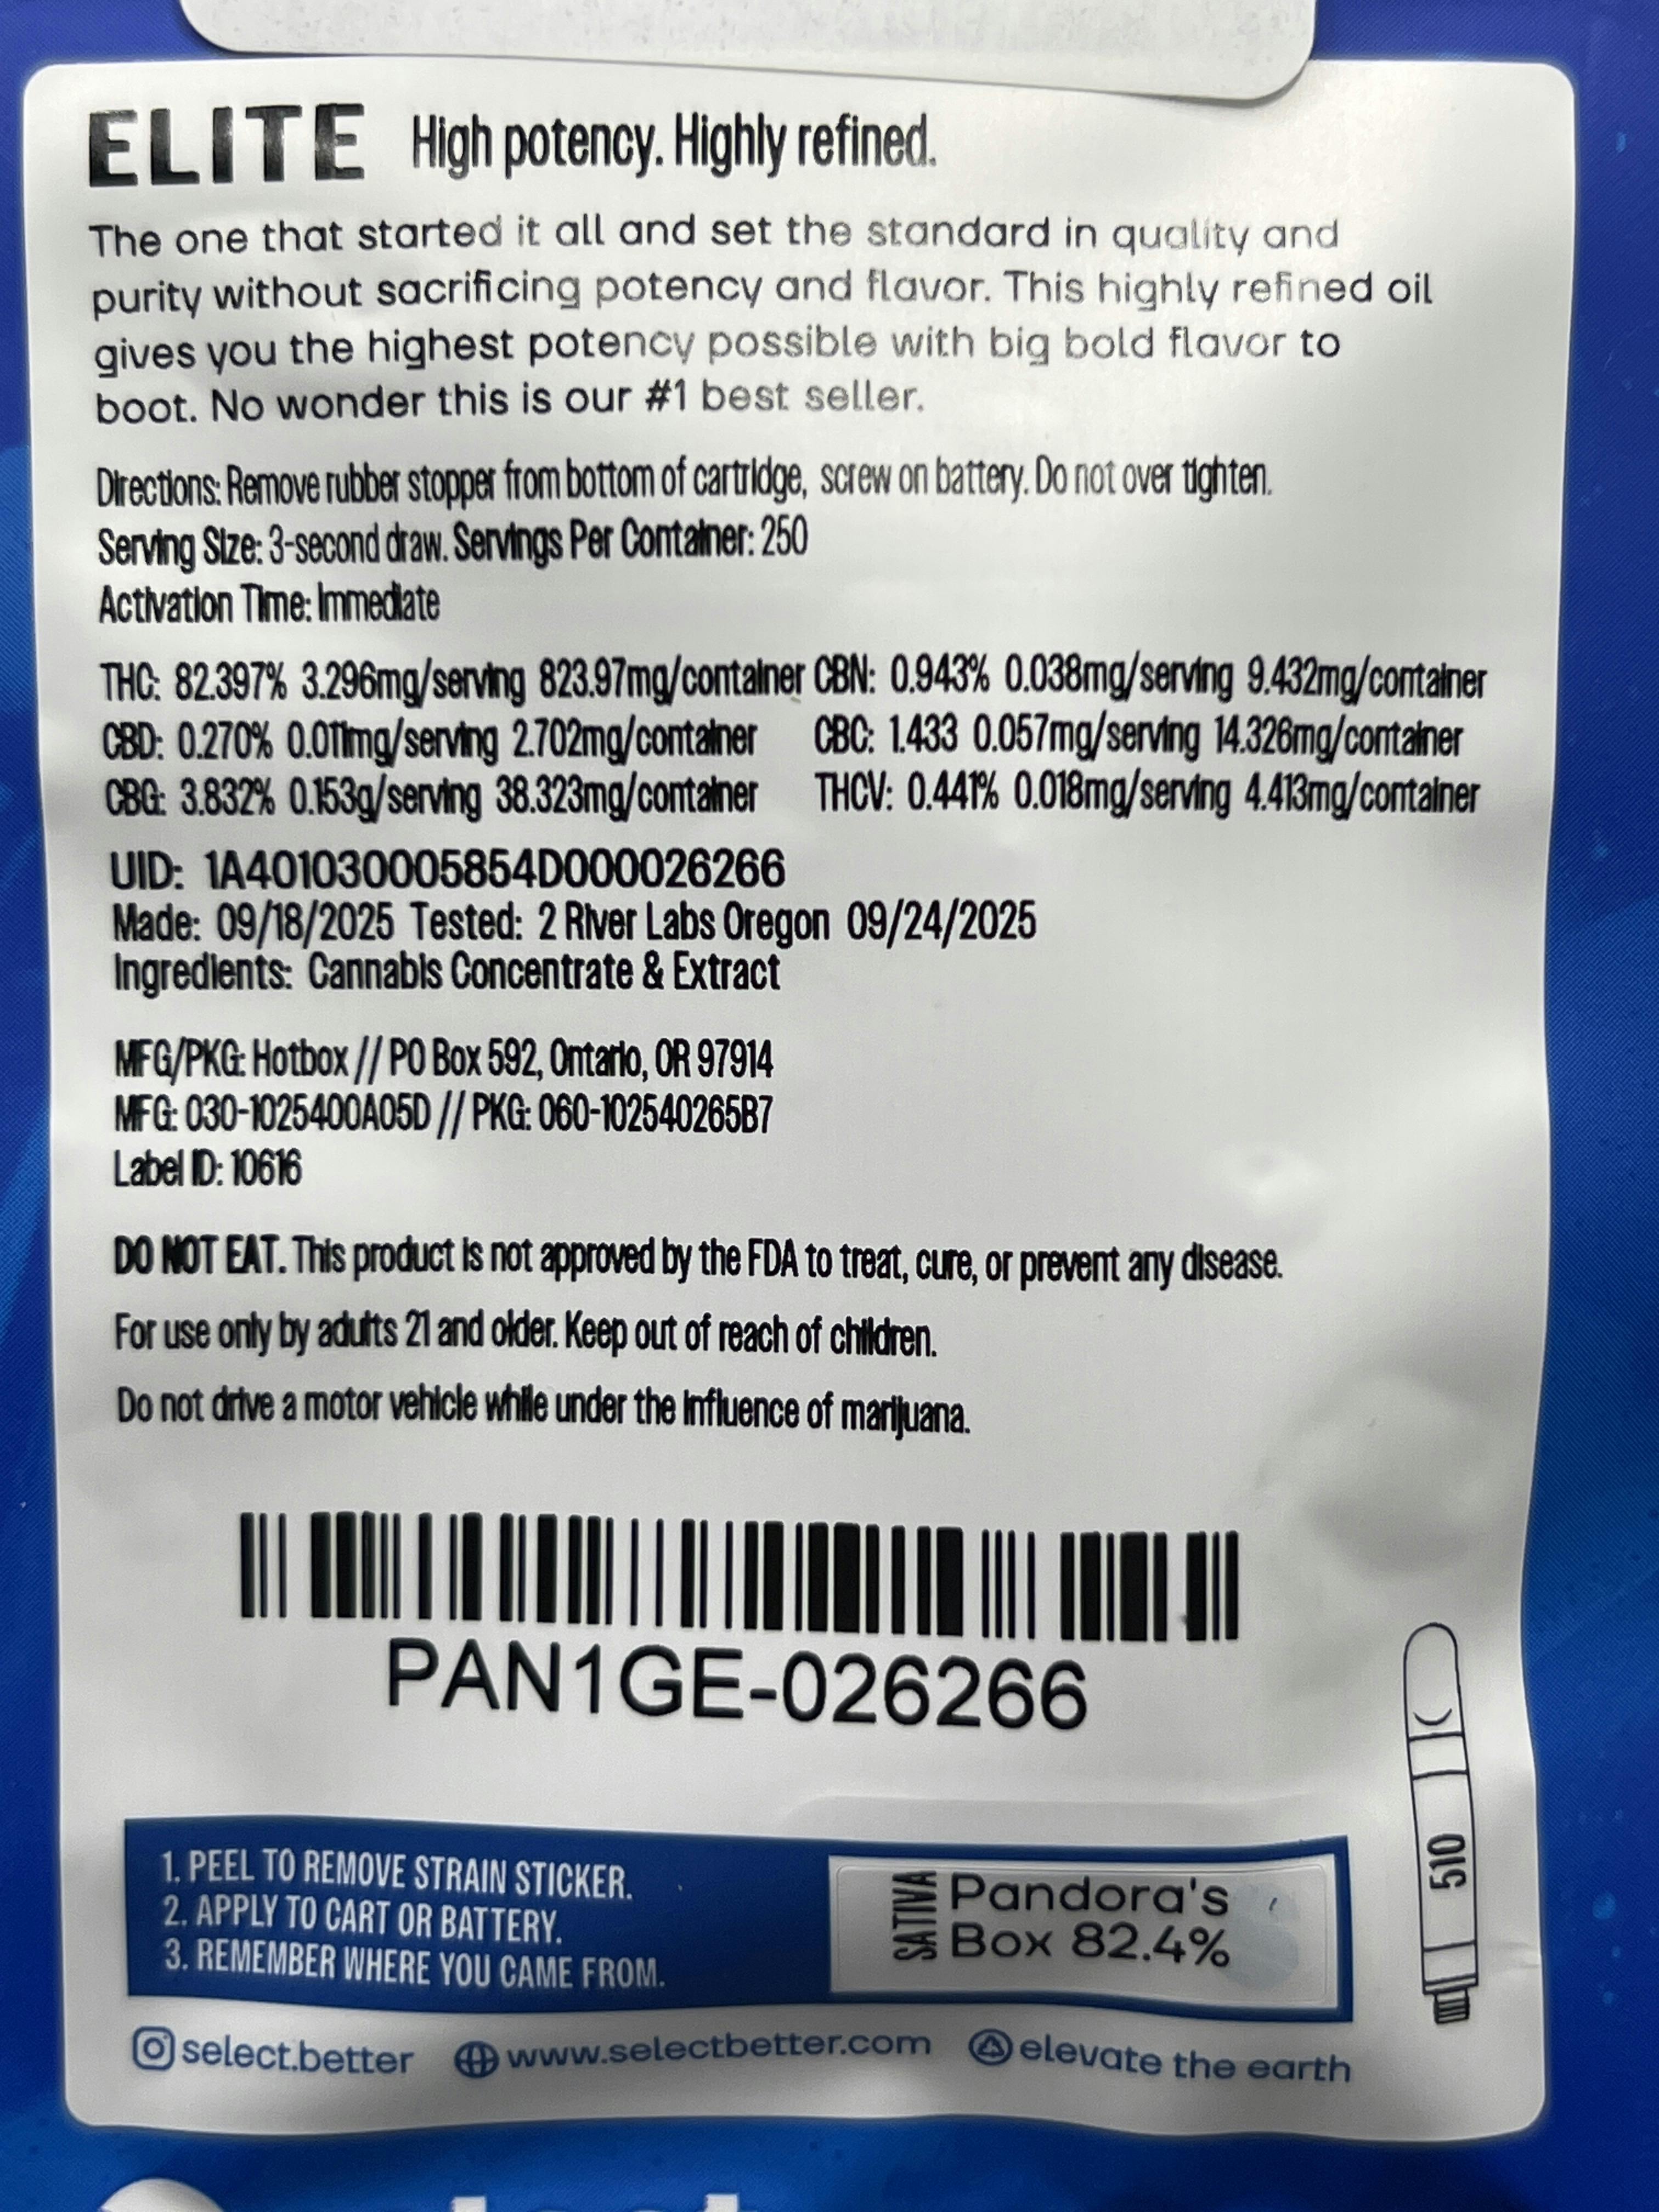 ELITE High potency. Highly refined.
The one that started it all and set the standard in quality and
purity without sacrificing potency and flavor. This highly refined oil
gives you the highest potency possible with big bold flavor to
boot. No wonder this is our #1 best seller.
Directions: Remove rubber stopper from bottom of cartridge, screw on battery. Do not over tighten.
Serving Size: 3-second draw. Servings Per Container: 250
Activation Time: Immediate
THC: 82.397% 3.296mg/serving 823.97mg/container CBN: 0.943% 0.038mg/serving 9.432mg/container
CBD: 0.270% 0.011mg/serving 2.702mg/container CBC: 1.433 0.057mg/serving 14.326mg/container
CBG: 3.832% 0.153g/serving 38.323mg/container THCV: 0.441% 0.018mg/serving 4.413mg/container
UID: 1A401030005854D000026266
Made: 09/18/2025 Tested: 2 River Labs Oregon 09/24/2025
Ingredients: Cannabis Concentrate & Extract
MFG/PKG: Hotbox // PO Box 592, Ontario, OR 97914
MFG: 030-1025400A05D // PKG: 060-102540265B7
Label ID: 10616
DO NOT EAT. This product is not approved by the FDA to treat, cure, or prevent any disease.
For use only by adults 21 and older. Keep out of reach of children.
Do not drive a motor vehicle while under the influence of marijuana.
PAN1GE-026266
510
1. PEEL TO REMOVE STRAIN STICKER.
2. APPLY TO CART OR BATTERY.
3. REMEMBER WHERE YOU CAME FROM.
SATIVA
Pandora's
Box 82.4%
select.better www.selectbetter.com elevate the earth